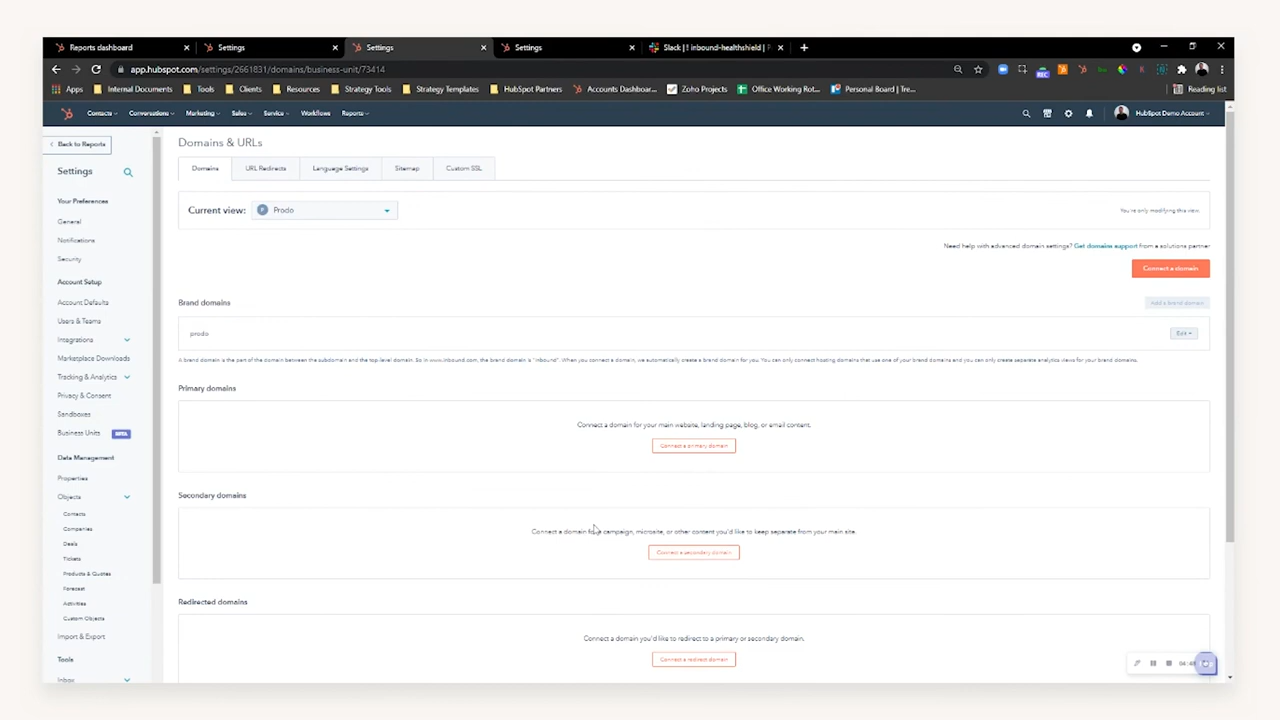 Reports dashboard
Settings
Settings
Settings
Slack | ! inbound-healthshield | P
app.hubspot.com/settings/2661831/domains/business-unit/73414
REC
Apps
Internal Documents
Tools
Clients
Resources
Strategy Tools
Strategy Templates
HubSpot Partners
Accounts Dashboar...
Zoho Projects
Office Working Rot...
Personal Board | Tre...
Reading list
Contacts
Conversations
Marketing
Sales
Service
Workflows
Reports
HubSpot Demo Account
Back to Reports
Settings
Your Preferences
General
Notifications
Security
Account Setup
Account Defaults
Users & Teams
Integrations
Marketplace Downloads
Tracking & Analytics
Privacy & Consent
Sandboxes
Business Units BETA
Data Management
Properties
Objects
Contacts
Companies
Deals
Tickets
Products & Quotes
Forecast
Activities
Custom Objects
Import & Export
Tools
Inbox
Domains & URLs
Domains
URL Redirects
Language Settings
Sitemap
Custom SSL
Current view:
P Prodo
You're only modifying this view.
Need help with advanced domain settings? Get domains support from a solutions partner
Connect a domain
Brand domains
Add a brand domain
prodo
Edit
A brand domain is the part of the domain between the subdomain and the top-level domain. So in www.inbound.com, the brand domain is "inbound". When you connect a domain, we automatically create a brand domain for you. You can only connect hosting domains that use one of your brand domains and you can only create separate analytics views for your brand domains.
Primary domains
Connect a domain for your main website, landing page, blog, or email content.
Connect a primary domain
Secondary domains
Connect a domain for a campaign, microsite, or other content you'd like to keep separate from your main site.
Connect a secondary domain
Redirected domains
Connect a domain you'd like to redirect to a primary or secondary domain.
Connect a redirect domain